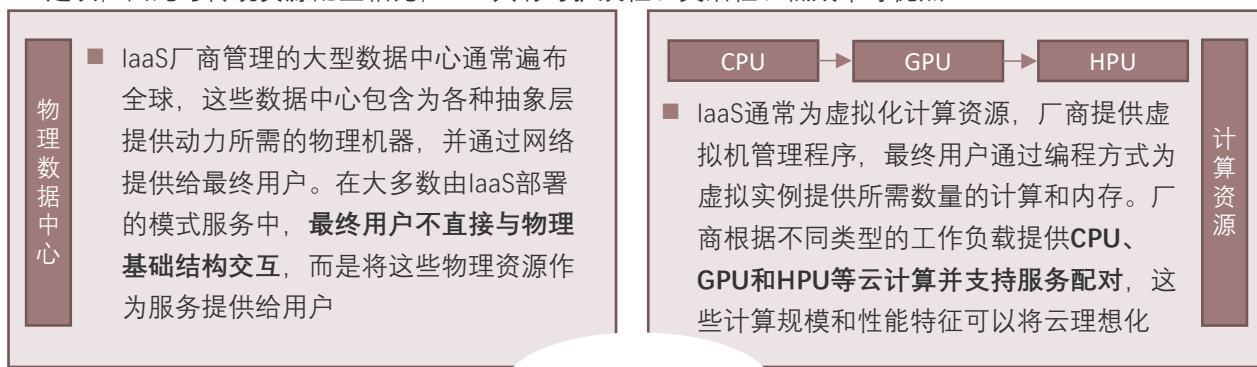 物理数据中心
■ IaaS厂商管理的大型数据中心通常遍布
全球，这些数据中心包含为各种抽象层
提供动力所需的物理机器，并通过网络
提供给最终用户。在大多数由IaaS部署
的模式服务中，最终用户不直接与物理
基础结构交互，而是将这些物理资源作
为服务提供给用户
CPU
GPU
HPU
■ IaaS通常为虚拟化计算资源，厂商提供虚
拟机管理程序，最终用户通过编程方式为
虚拟实例提供所需数量的计算和内存。厂
商根据不同类型的工作负载提供CPU、
GPU和HPU等云计算并支持服务配对，这
些计算规模和性能特征可以将云理想化
计算资源